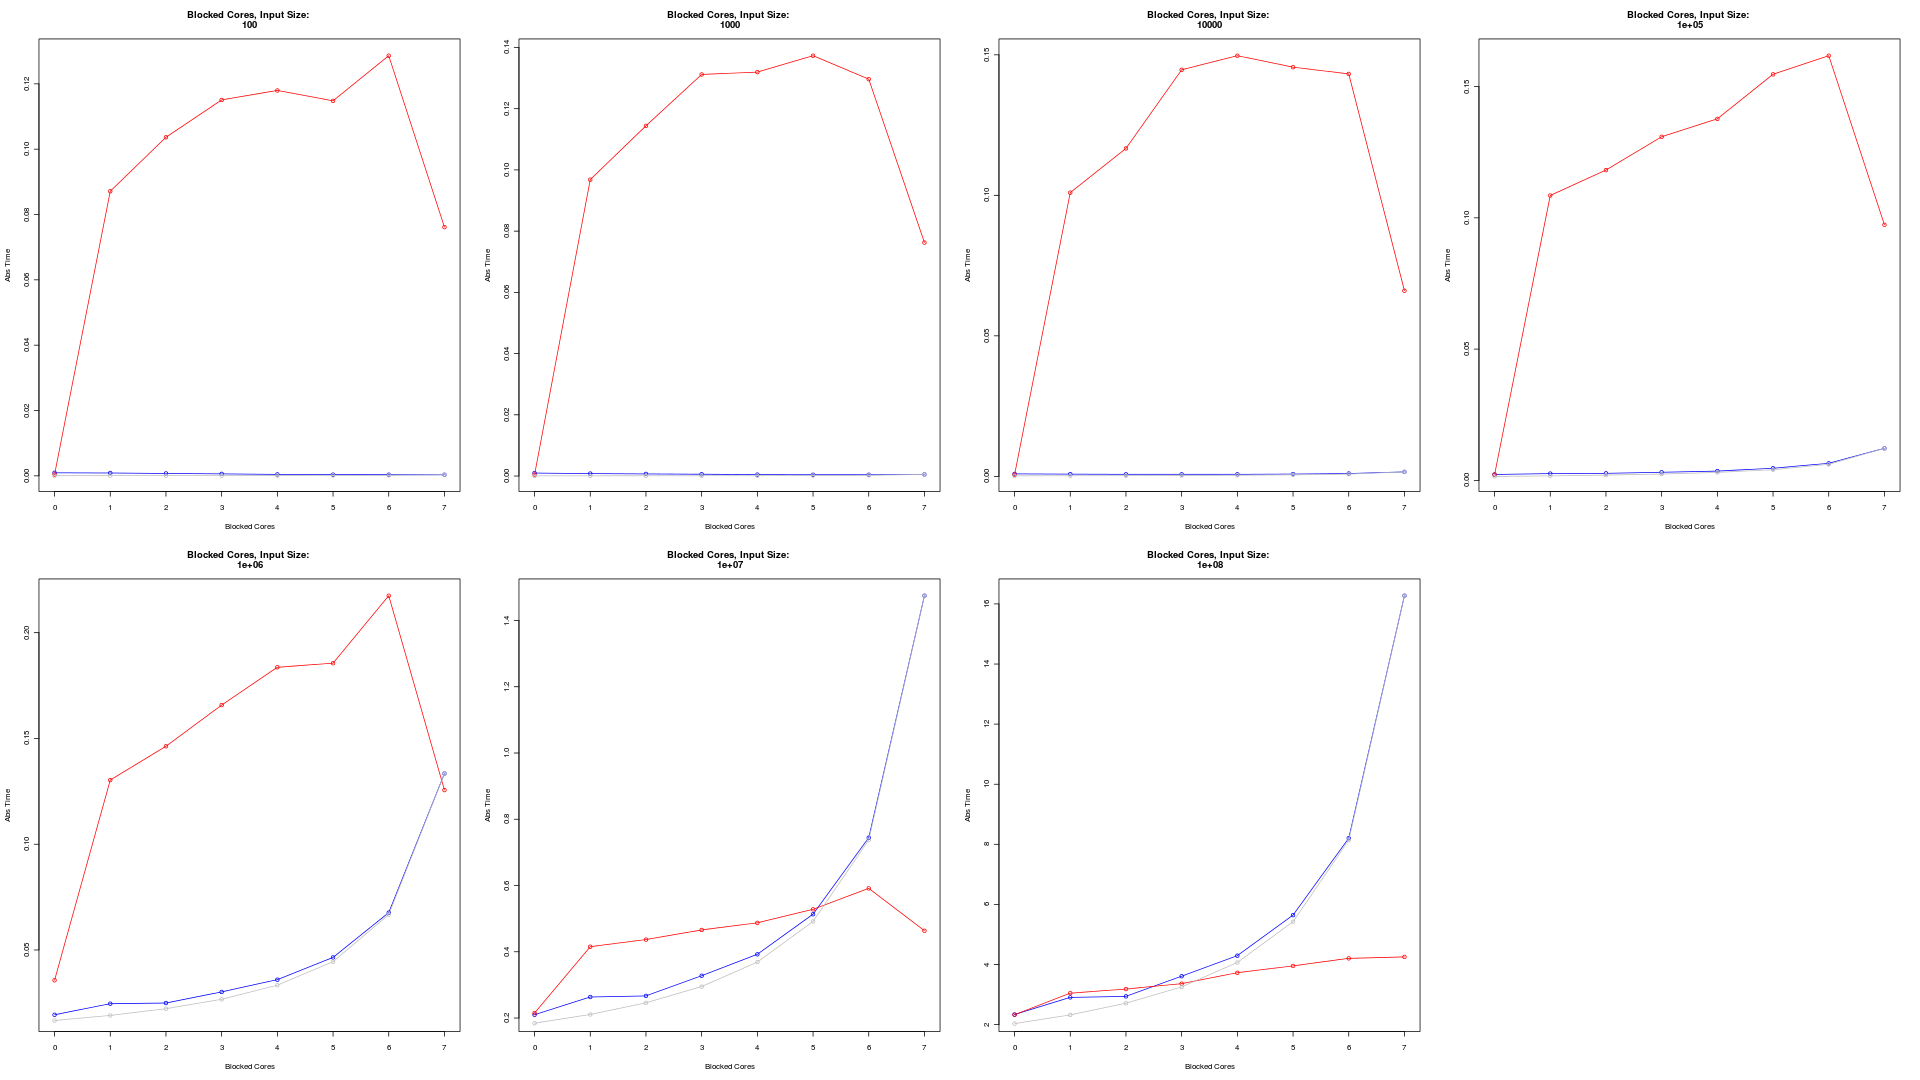 Blocked Cores, Input Size:
100
Abs Time
0.00 0.02 0.04 0.06 0.08 0.10 0.12
0 1 2 3 4 5 6 7
Blocked Cores
Blocked Cores, Input Size:
1000
Abs Time
0.00 0.02 0.04 0.06 0.08 0.10 0.12 0.14
0 1 2 3 4 5 6 7
Blocked Cores
Blocked Cores, Input Size:
10000
Abs Time
0.00 0.05 0.10 0.15
0 1 2 3 4 5 6 7
Blocked Cores
Blocked Cores, Input Size:
1e+05
Abs Time
0.00 0.05 0.10 0.15
0 1 2 3 4 5 6 7
Blocked Cores
Blocked Cores, Input Size:
1e+06
Abs Time
0.05 0.10 0.15 0.20
0 1 2 3 4 5 6 7
Blocked Cores
Blocked Cores, Input Size:
1e+07
Abs Time
0.2 0.4 0.6 0.8 1.0 1.2 1.4
0 1 2 3 4 5 6 7
Blocked Cores
Blocked Cores, Input Size:
1e+08
Abs Time
2 4 6 8 10 12 14 16
0 1 2 3 4 5 6 7
Blocked Cores